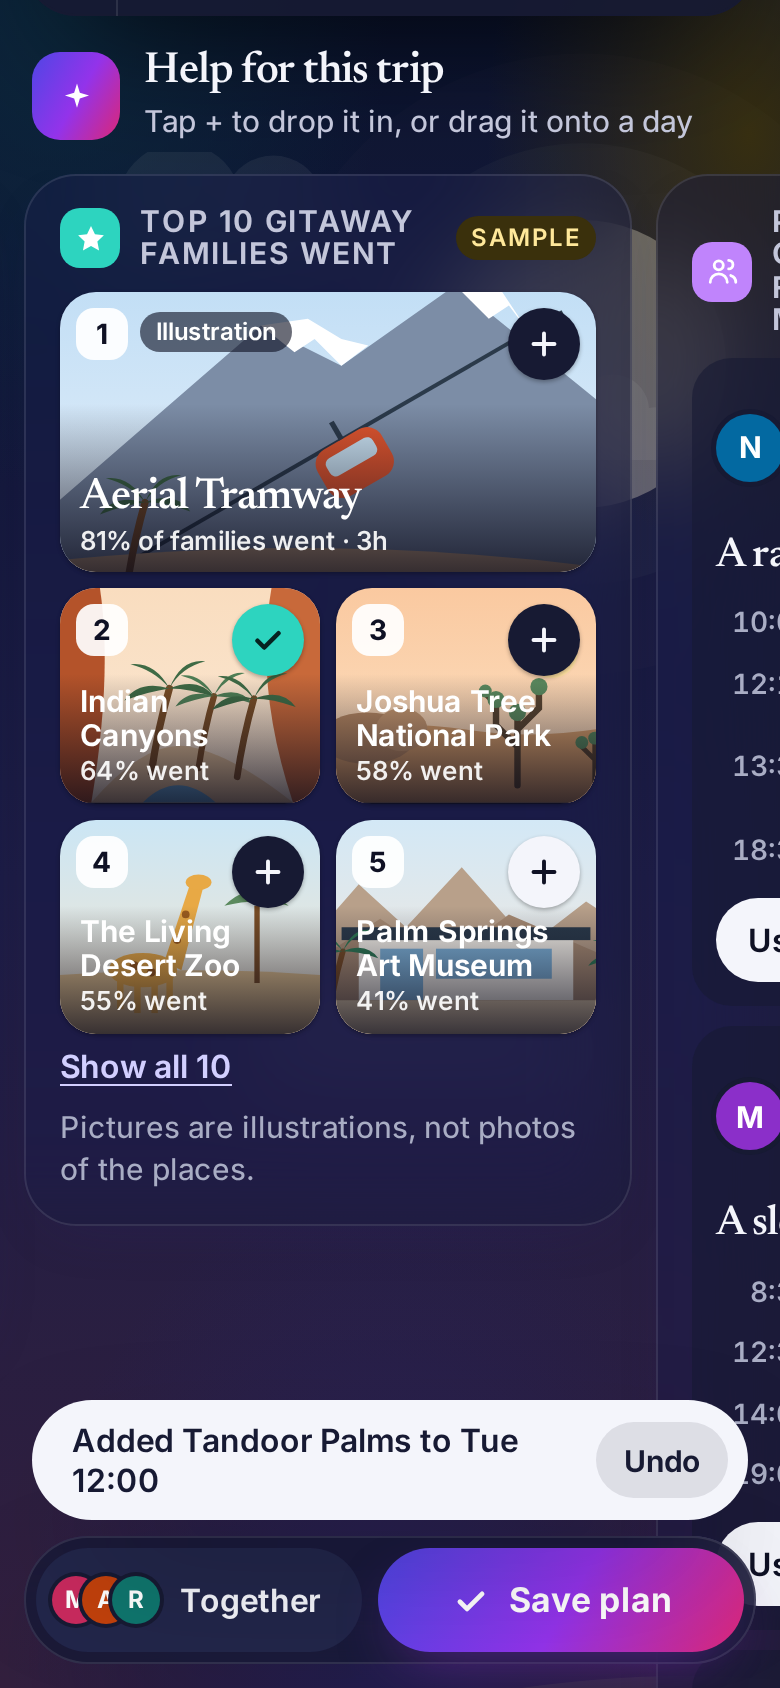 Help for this trip
Tap + to drop it in, or drag it onto a day
TOP 10 GITAWAY
FAMILIES WENT
SAMPLE
1
Illustration
Aerial Tramway
81% of families went · 3h
2
Indian
Canyons
64% went
3
Joshua Tree
National Park
58% went
4
The Living
Desert Zoo
55% went
5
Palm Springs
Art Museum
41% went
Show all 10
Pictures are illustrations, not photos
of the places.
N
A
M
A
Added Tandoor Palms to Tue
12:00
Undo
R
Together
Save plan